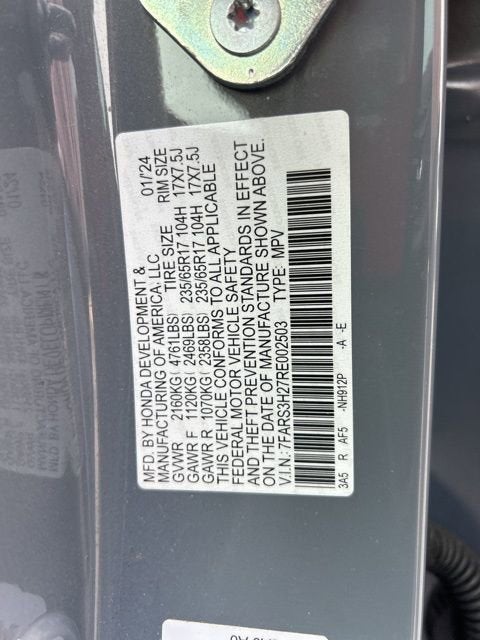 MFD. BY HONDA DEVELOPMENT &
MANUFACTURING OF AMERICA, LLC 01/24
GVWR 2160KG( 4761LBS) TIRE SIZE RIM SIZE
GAWR F 1120KG( 2469LBS) 235/65R17 104H 17X7.5J
GAWR R 1070KG( 2358LBS) 235/65R17 104H 17X7.5J
THIS VEHICLE CONFORMS TO ALL APPLICABLE
FEDERAL MOTOR VEHICLE SAFETY
AND THEFT PREVENTION STANDARDS IN EFFECT
ON THE DATE OF MANUFACTURE SHOWN ABOVE.
V.I.N: 7FARS3H27RE002503 TYPE: MPV
3A5 R AF5 -NH912P -A -E